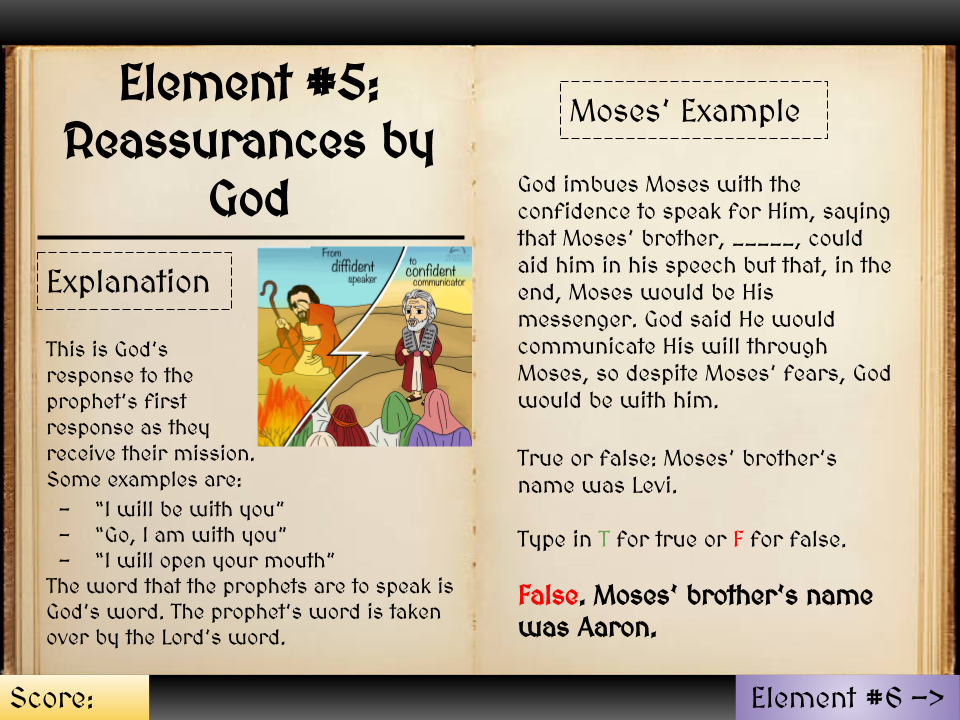 Element #5:
Reassurances by
God
Explanation
From
diffident
speaker
to
confident
communicator
This is God's
response to the
prophet's first
response as they
receive their mission.
Some examples are:
- "I will be with you"
- "Go, I am with you"
- "I will open your mouth"
The word that the prophets are to speak is
God's word. The prophet's word is taken
over by the Lord's word.
Moses' Example
God imbues Moses with the
confidence to speak for Him, saying
that Moses' brother, _____, could
aid him in his speech but that, in the
end, Moses would be His
messenger. God said He would
communicate His will through
Moses, so despite Moses' fears, God
would be with him.
True or false: Moses' brother's
name was Levi.
Type in T for true or F for false.
False. Moses' brother's name
was Aaron.
Score:
Element #6 —>